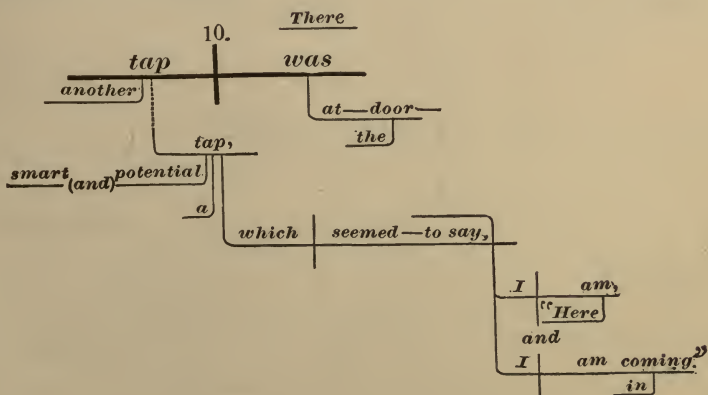 There
10.
tap was
another
at—door—
the
tap,
smart (and) potential
a
which seemed—to say,
I am,
"Here
and
I am coming."
in